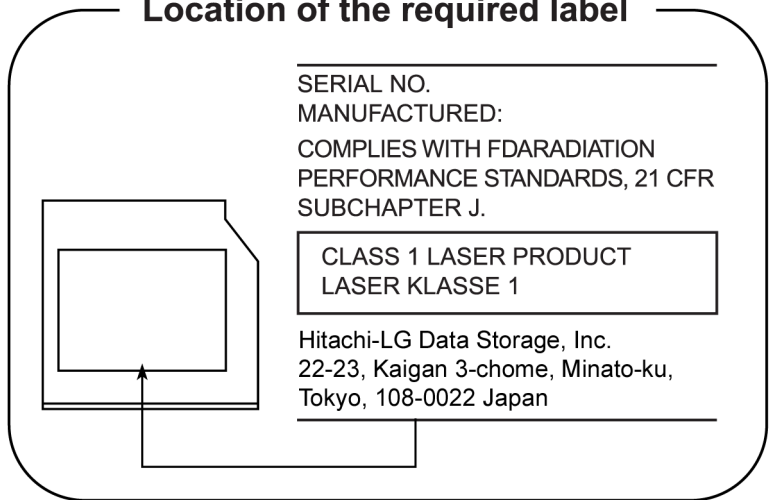 Location of the required label
SERIAL NO.
MANUFACTURED:
COMPLIES WITH FDARADIATION
PERFORMANCE STANDARDS, 21 CFR
SUBCHAPTER J.
CLASS 1 LASER PRODUCT
LASER KLASSE 1
Hitachi-LG Data Storage, Inc.
22-23, Kaigan 3-chome, Minato-ku,
Tokyo, 108-0022 Japan